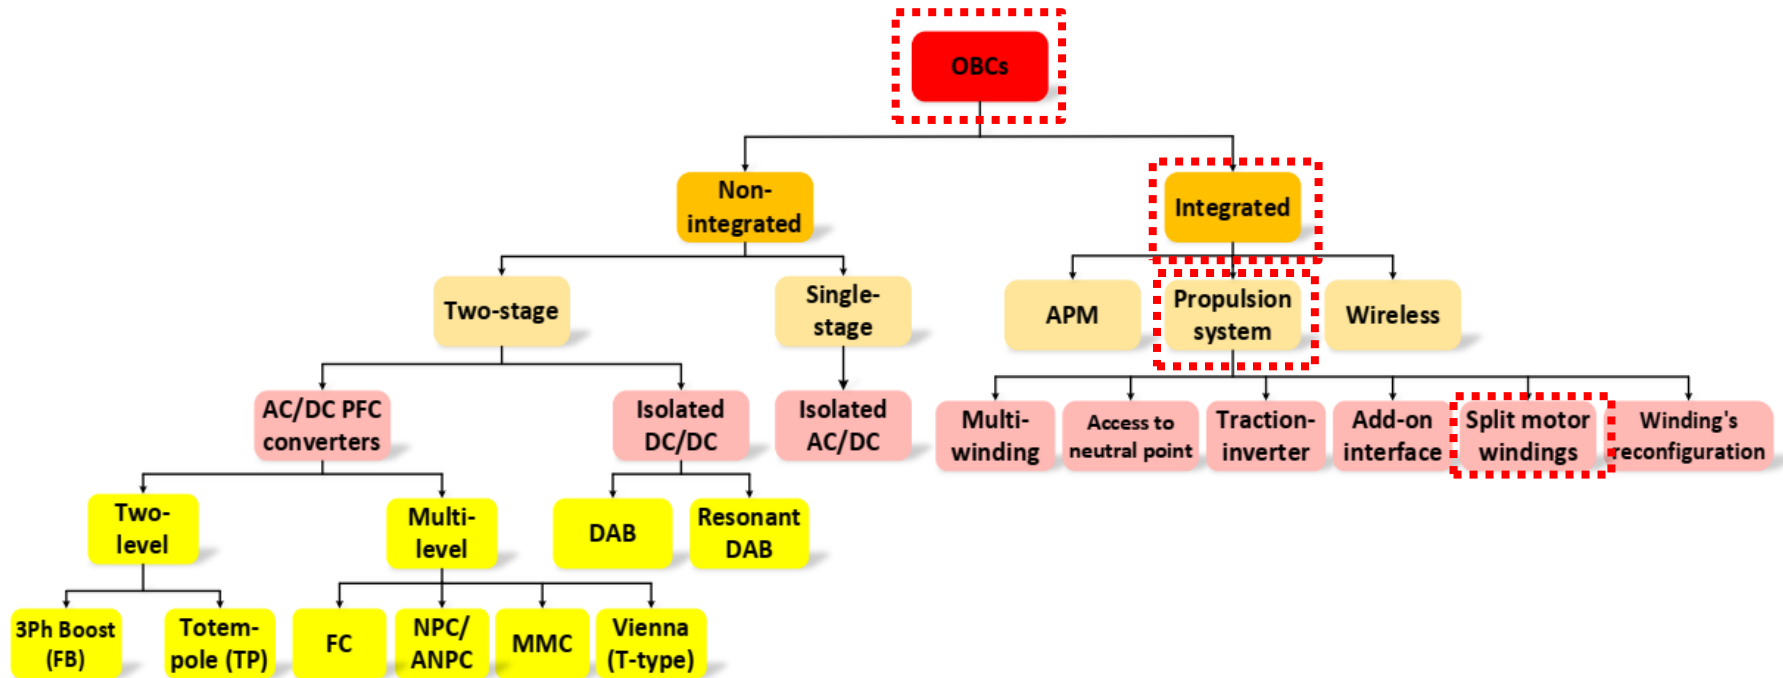 OBCs
Non-
integrated
Integrated
Two-stage
Single-
stage
APM
Propulsion
system
Wireless
AC/DC PFC
converters
Isolated
DC/DC
Isolated
AC/DC
Multi-
winding
Access to
neutral point
Traction-
inverter
Add-on
interface
Split motor
windings
Winding's
reconfiguration
Two-
level
Multi-
level
DAB
Resonant
DAB
3Ph Boost
(FB)
Totem-
pole (TP)
FC
NPC/
ANPC
MMC
Vienna
(T-type)